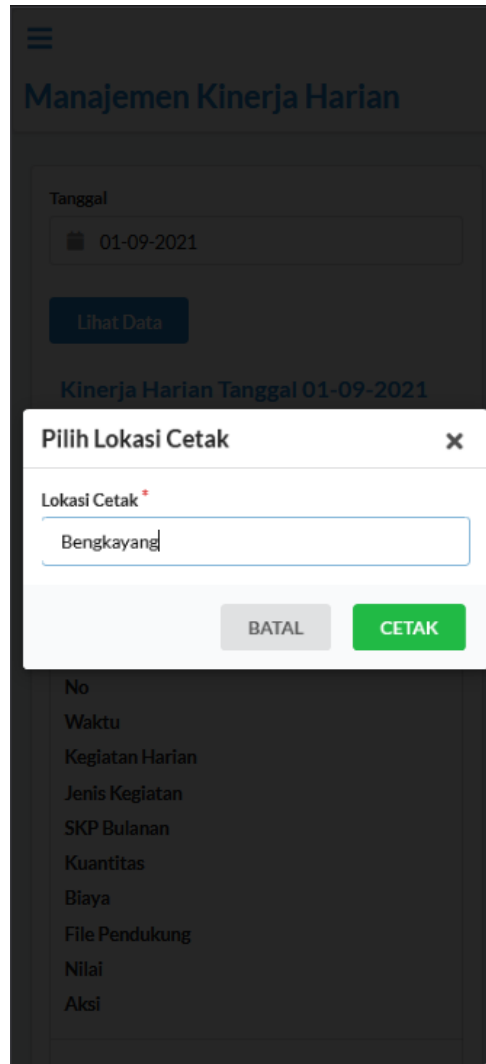 Manajemen Kinerja Harian
Tanggal
01-09-2021
Lihat Data
Kinerja Harian Tanggal 01-09-2021
Pilih Lokasi Cetak
Lokasi Cetak *
Bengkayang
BATAL
CETAK
No
Waktu
Kegiatan Harian
Jenis Kegiatan
SKP Bulanan
Kuantitas
Biaya
File Pendukung
Nilai
Aksi